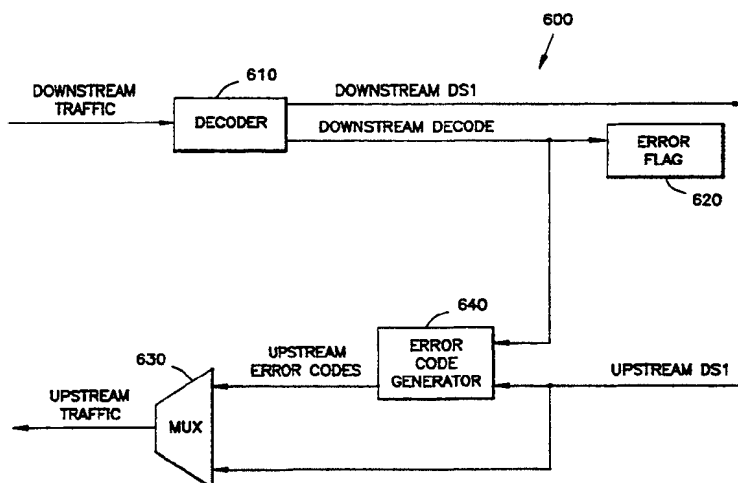 600
610
DOWNSTREAM
TRAFFIC
DOWNSTREAM DS1
DECODER
DOWNSTREAM DECODE
ERROR
FLAG
620
640
630
UPSTREAM
ERROR CODES
ERROR
CODE
GENERATOR
UPSTREAM DS1
UPSTREAM
TRAFFIC
MUX